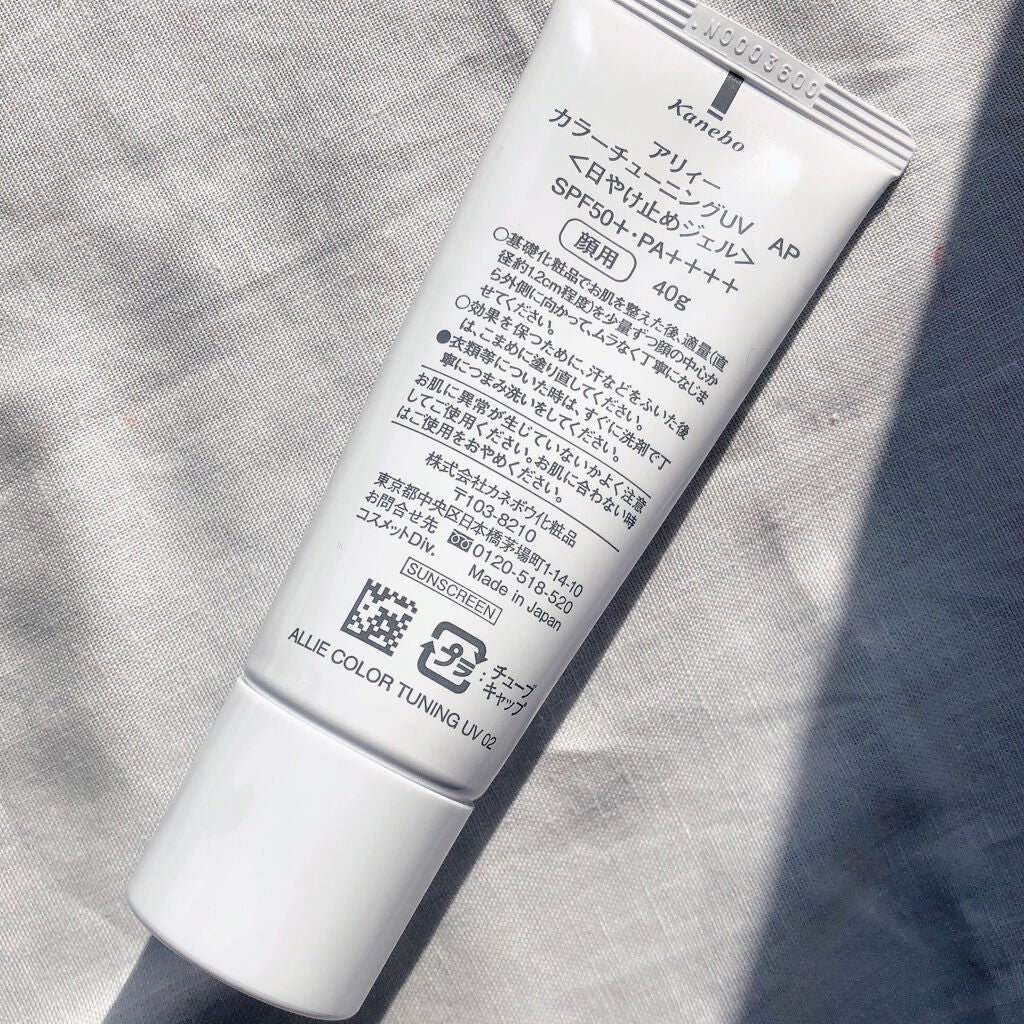 .N0003600
Kanebo
アリィー
カラーチューニングUV AP
<日やけ止めジェル>
SPF50+・PA++++
顔用 40g
○基礎化粧品でお肌を整えた後、適量(直
径約1.2cm程度)を少量ずつ顔の中心か
ら外側に向かって、ムラなく丁寧になじま
せてください。
○効果を保つために、汗などをふいた後
は、こまめに塗り直してください。
●衣類等についた時は、すぐに洗剤で丁
寧につまみ洗いをしてください。
お肌に異常が生じていないかよく注意
してご使用ください。お肌に合わない時
はご使用をおやめください。
株式会社カネボウ化粧品
〒103-8210
東京都中央区日本橋茅場町1-14-10
お問合せ先 0120-518-520
コスメットDiv. Made in Japan
SUNSCREEN
プラ : チューブ
キャップ
ALLIE COLOR TUNING UV 02